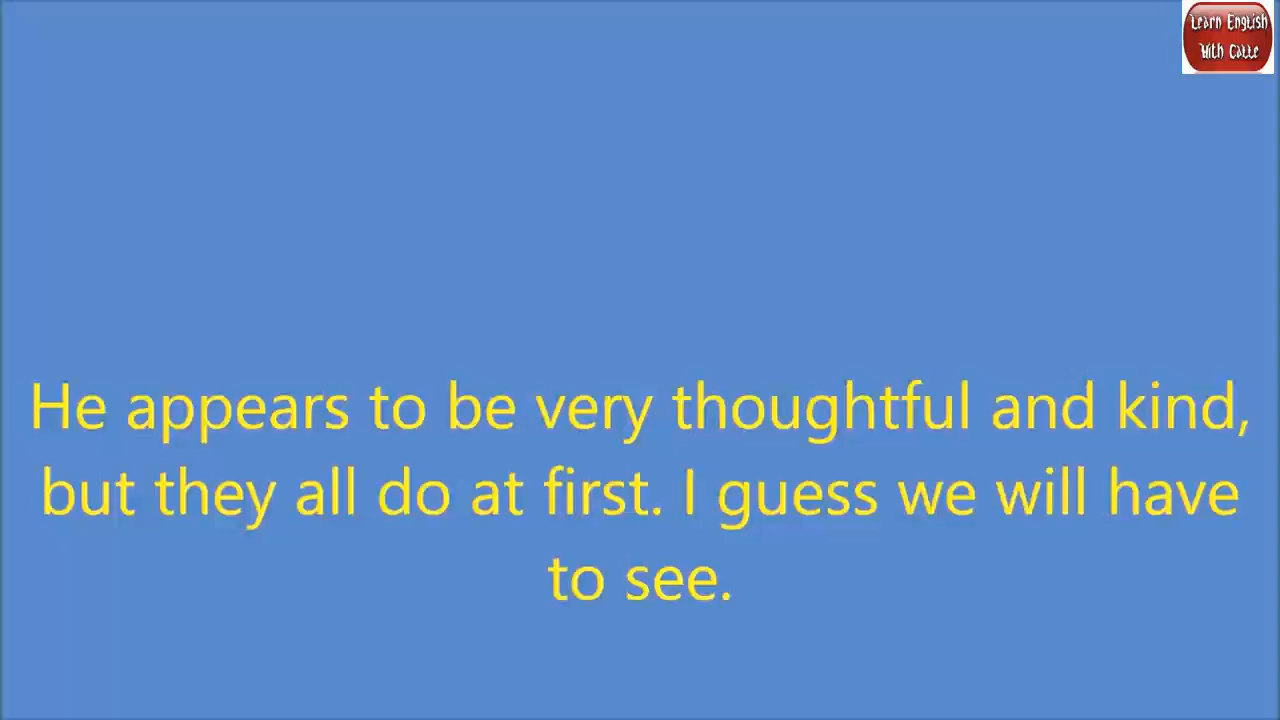 Learn English
With Catte
He appears to be very thoughtful and kind,
but they all do at first. I guess we will have
to see.